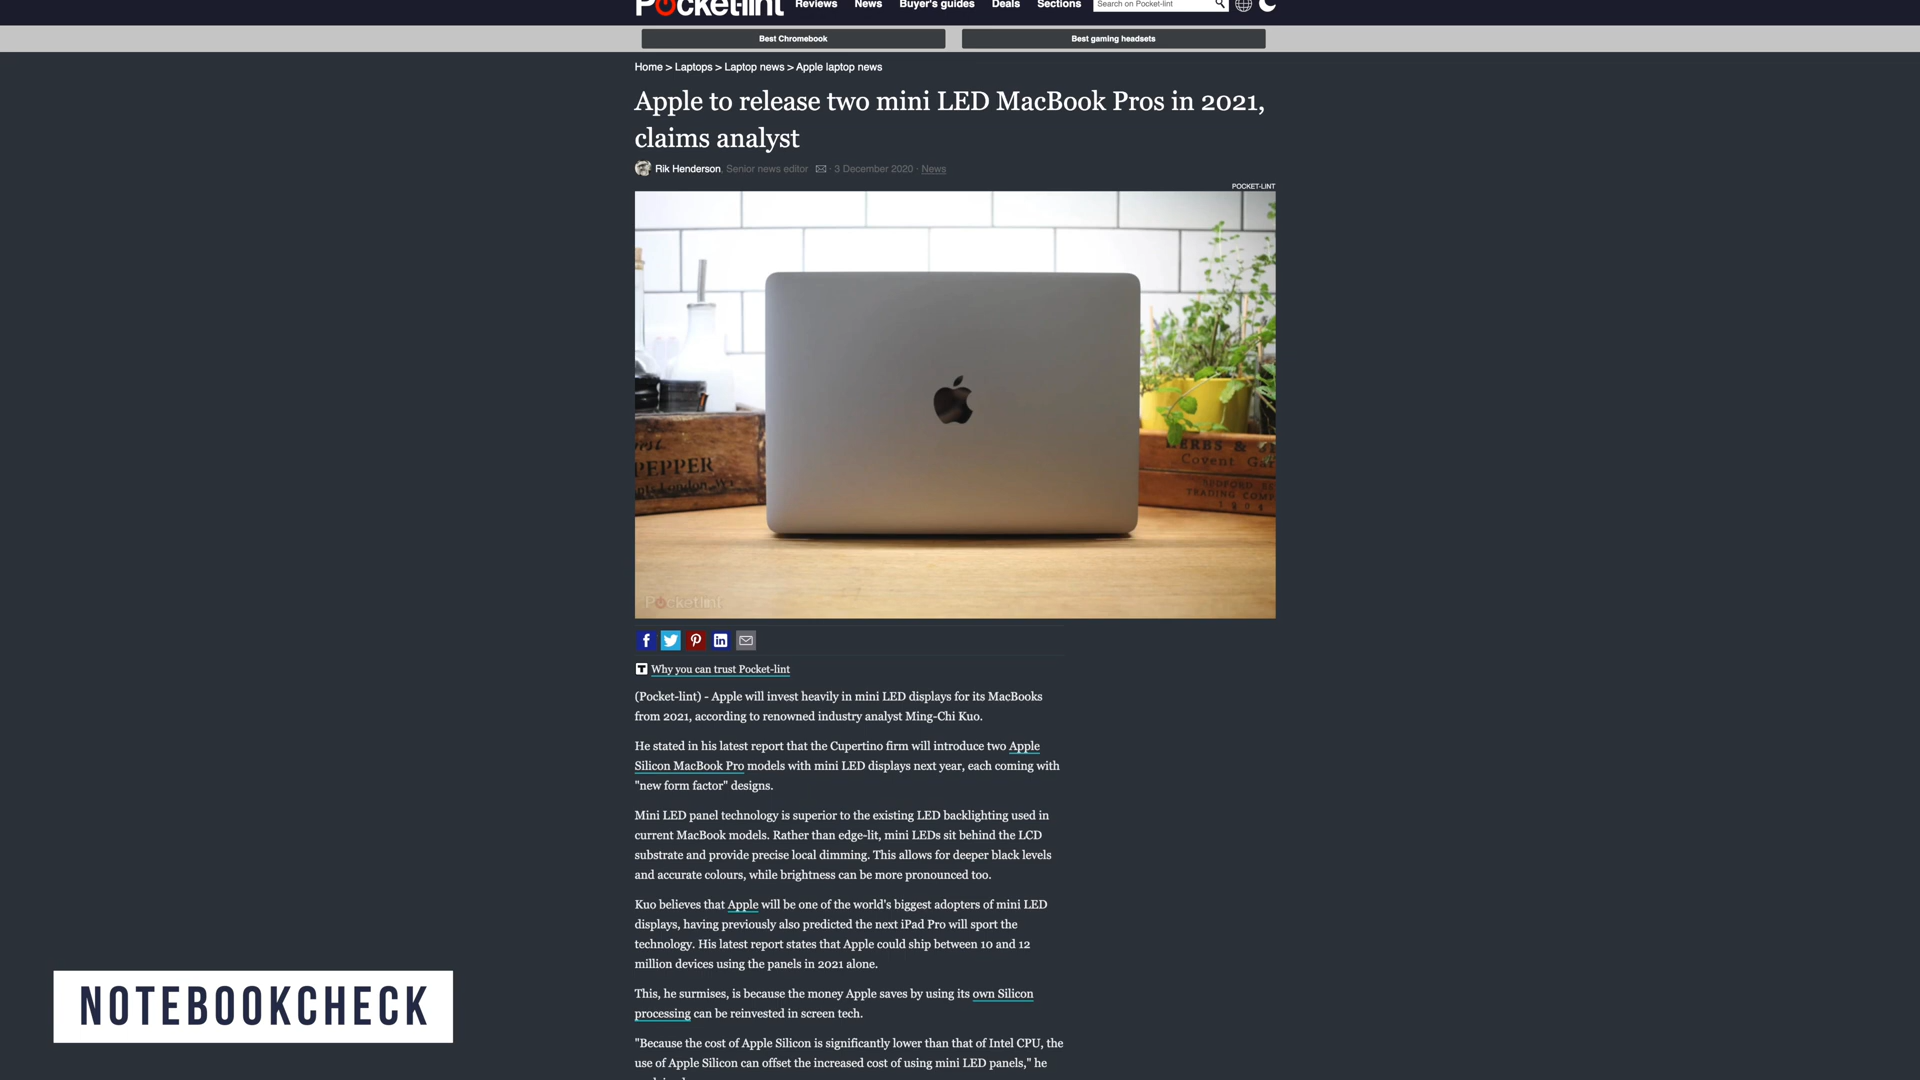 Pocket-lint Reviews News Buyer's guides Deals Sections Search on Pocket-lint
Best Chromebook Best gaming headsets
Home > Laptops > Laptop news > Apple laptop news
Apple to release two mini LED MacBook Pros in 2021,
claims analyst
Rik Henderson, Senior news editor · 3 December 2020 · News
POCKET-LINT
PEPPER
HERBS &
Covent
TRADING COMP
Pocket-lint
Why you can trust Pocket-lint
(Pocket-lint) - Apple will invest heavily in mini LED displays for its MacBooks
from 2021, according to renowned industry analyst Ming-Chi Kuo.
He stated in his latest report that the Cupertino firm will introduce two Apple
Silicon MacBook Pro models with mini LED displays next year, each coming with
"new form factor" designs.
Mini LED panel technology is superior to the existing LED backlighting used in
current MacBook models. Rather than edge-lit, mini LEDs sit behind the LCD
substrate and provide precise local dimming. This allows for deeper black levels
and accurate colours, while brightness can be more pronounced too.
Kuo believes that Apple will be one of the world's biggest adopters of mini LED
displays, having previously also predicted the next iPad Pro will sport the
technology. His latest report states that Apple could ship between 10 and 12
million devices using the panels in 2021 alone.
This, he surmises, is because the money Apple saves by using its own Silicon
processing can be reinvested in screen tech.
"Because the cost of Apple Silicon is significantly lower than that of Intel CPU, the
use of Apple Silicon can offset the increased cost of using mini LED panels," he
NOTEBOOKCHECK